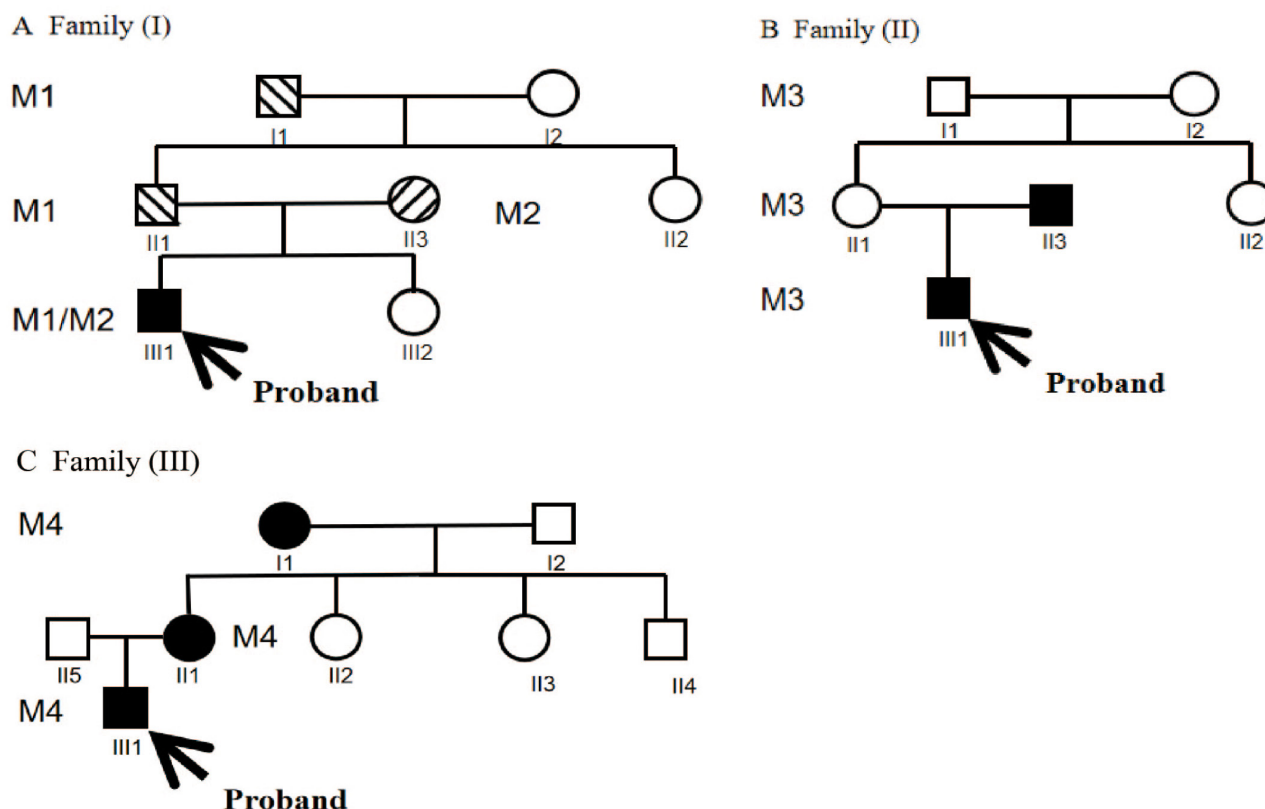 A Family (I)
M1
I1
I2
M1
M2
II1
II3
II2
M1/M2
III1
III2
Proband
B Family (II)
M3
I1
I2
M3
II1
II3
II2
M3
III1
Proband
C Family (III)
M4
I1
I2
M4
II5
II1
II2
II3
II4
M4
III1
Proband